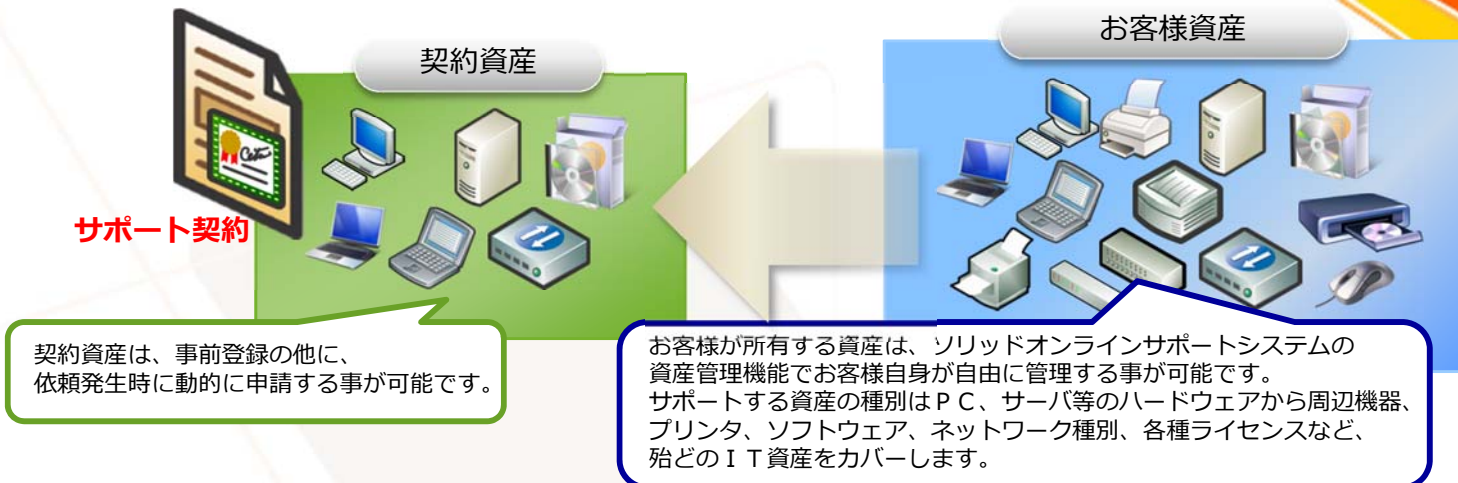 お客様資産
契約資産
サポート契約
契約資産は、事前登録の他に、
依頼発生時に動的に申請する事が可能です。
お客様が所有する資産は、ソリッドオンラインサポートシステムの
資産管理機能でお客様自身が自由に管理する事が可能です。
サポートする資産の種別はＰＣ、サーバ等のハードウェアから周辺機器、
プリンタ、ソフトウェア、ネットワーク種別、各種ライセンスなど、
殆どのＩＴ資産をカバーします。